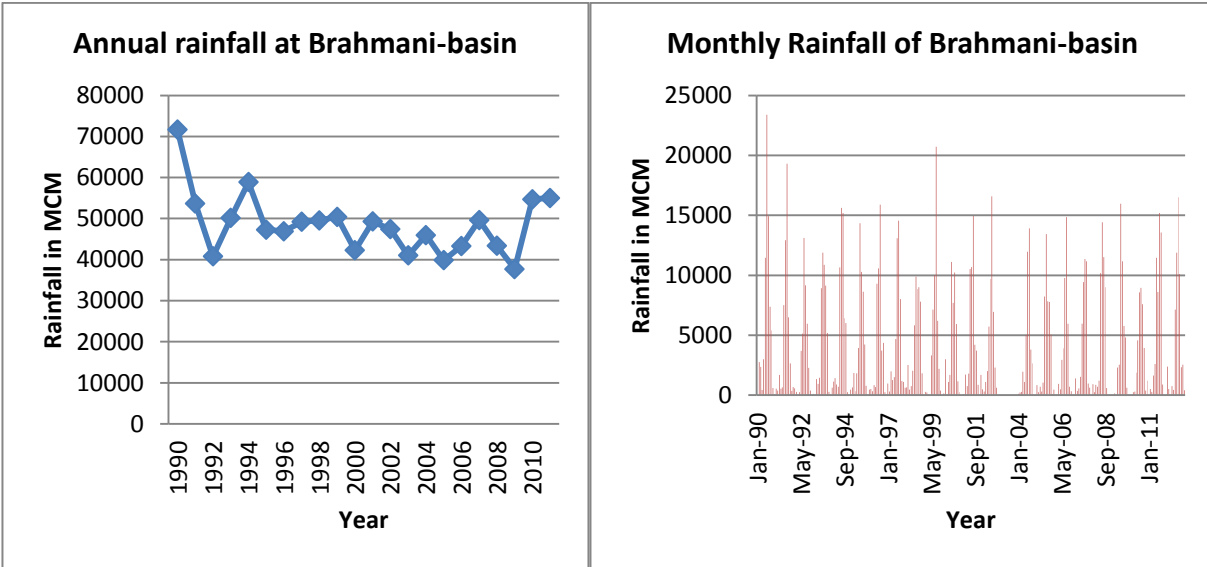 Annual rainfall at Brahmani-basin
80000
70000
60000
50000
40000
30000
20000
10000
0
Rainfall in MCM
1990
1992
1994
1996
1998
2000
2002
2004
2006
2008
2010
Year
Monthly Rainfall of Brahmani-basin
25000
20000
15000
10000
5000
0
Rainfall in MCM
Jan-90
May-92
Sep-94
Jan-97
May-99
Sep-01
Jan-04
May-06
Sep-08
Jan-11
Year